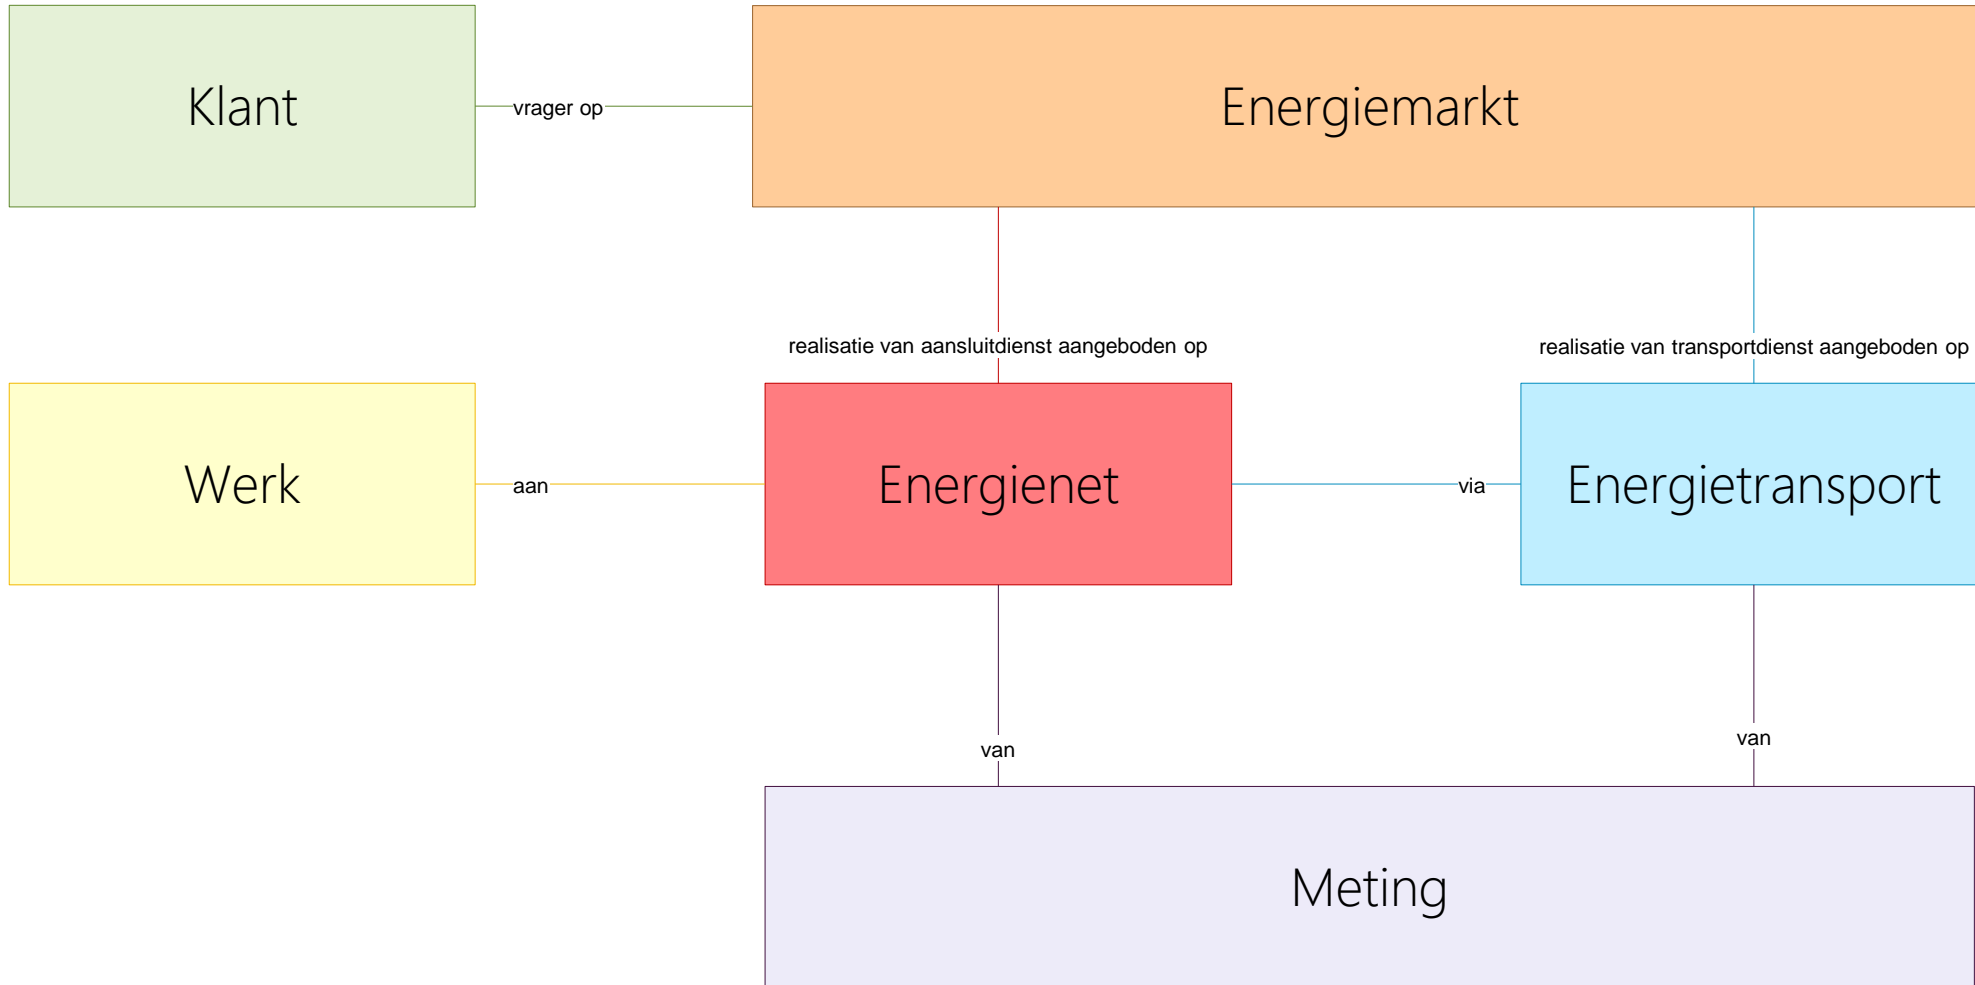 Klant
vrager op
Energiemarkt
realisatie van aansluitdienst aangeboden op
realisatie van transportdienst aangeboden op
Werk
aan
Energienet
via
Energietransport
van
van
Meting